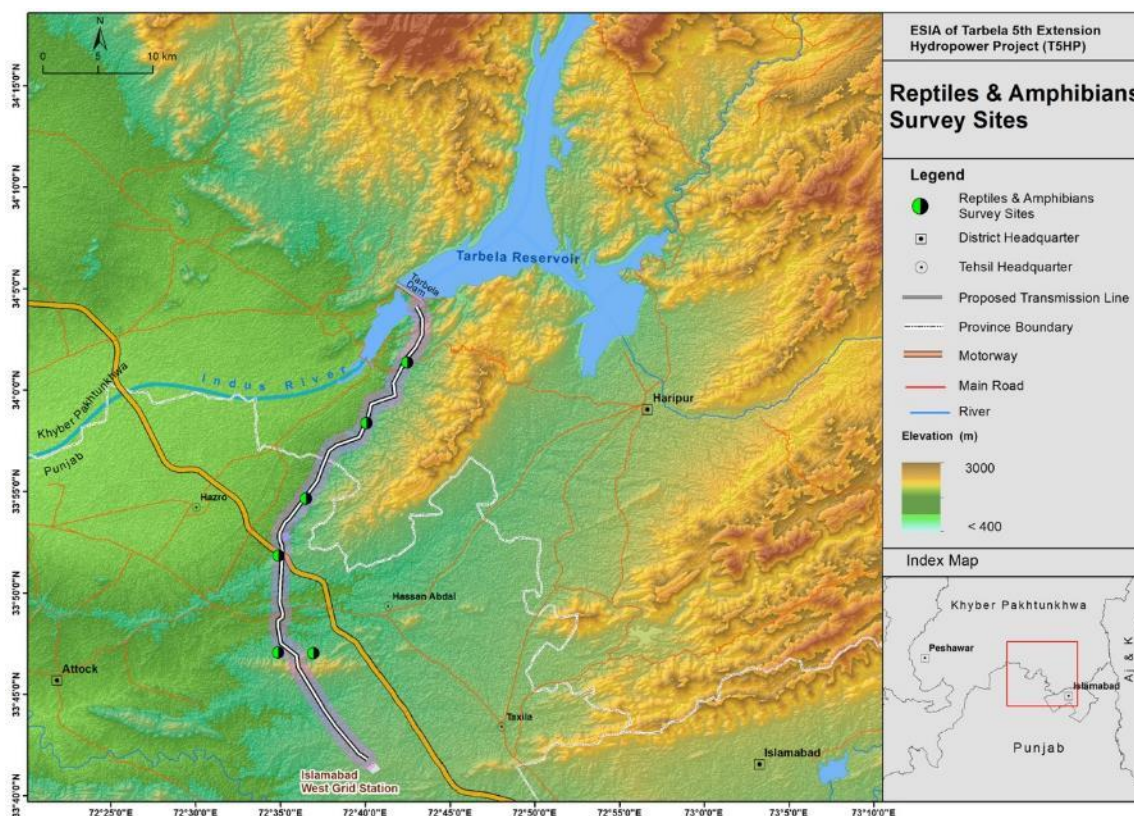 ESIA of Tarbela 5th Extension
Hydropower Project (T5HP)
Reptiles & Amphibians
Survey Sites
Legend
Reptiles & Amphibians
Survey Sites
District Headquarter
Tehsil Headquarter
Proposed Transmission Line
Province Boundary
Motorway
Main Road
River
Elevation (m)
3000
< 400
Index Map
Khyber Pakhtunkhwa
Peshawar
Islamabad
Punjab
AJ & K
N
0 5 10 km
Tarbela Reservoir
Tarbela
Dam
Indus River
Khyber Pakhtunkhwa
Punjab
Haripur
Hazro
Hassan Abdal
Attock
Taxila
Islamabad
Islamabad
West Grid Station
34°15'0"N
34°10'0"N
34°5'0"N
34°0'0"N
33°55'0"N
33°50'0"N
33°45'0"N
33°40'0"N
72°25'0"E
72°30'0"E
72°35'0"E
72°40'0"E
72°45'0"E
72°50'0"E
72°55'0"E
73°0'0"E
73°5'0"E
73°10'0"E